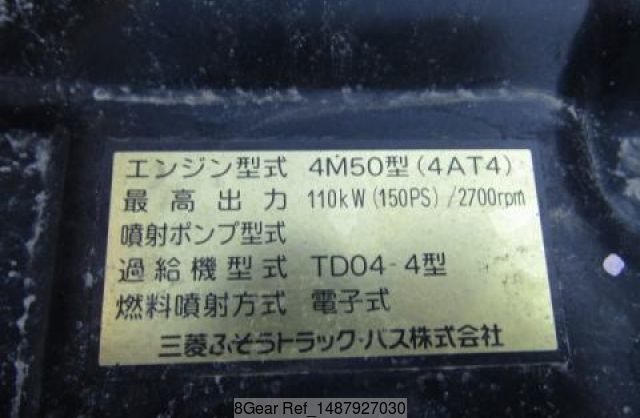 エンジン型式 4M50型(4AT4)
最高出力 110kW(150PS)/2700rpm
噴射ポンプ型式
過給機型式 TD04-4型
燃料噴射方式 電子式
三菱ふそうトラック・バス株式会社
8Gear Ref_1487927030